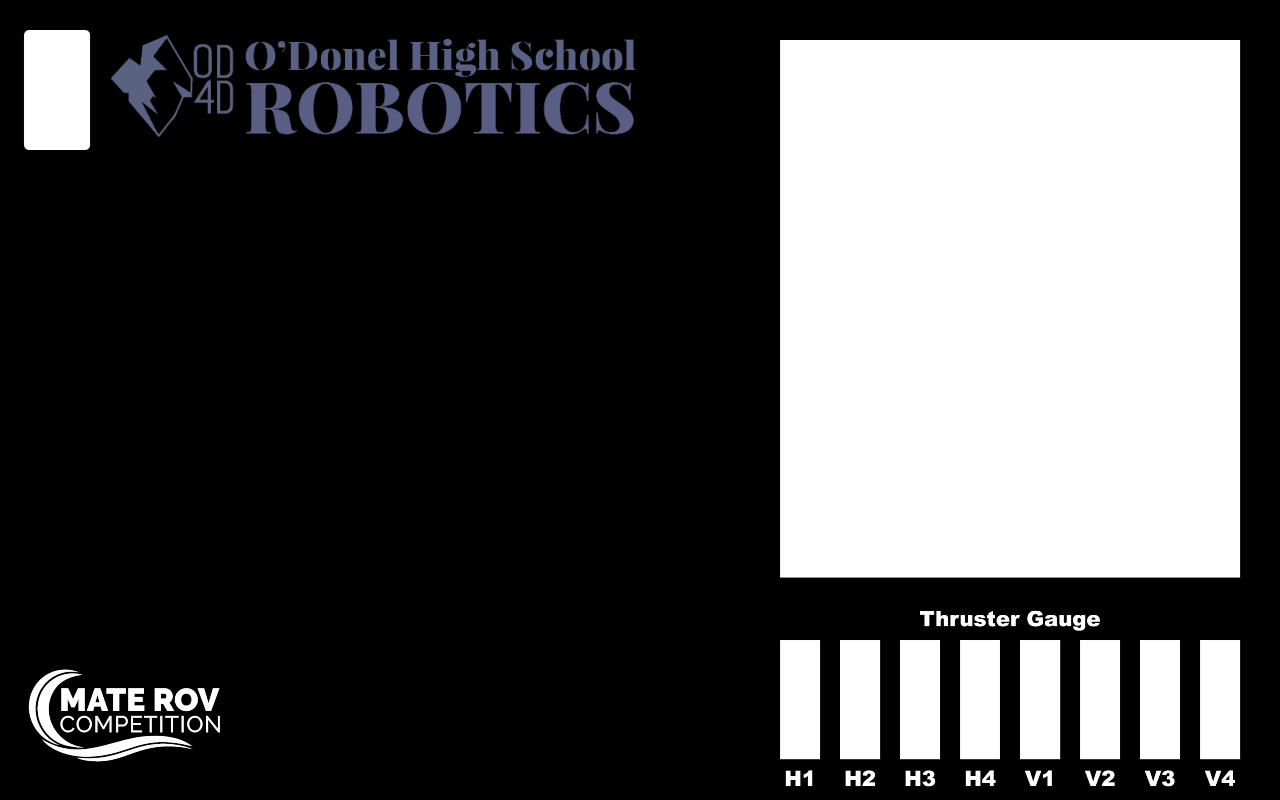 OD
4D
O’Donel High School
ROBOTICS
Thruster Gauge
H1 H2 H3 H4 V1 V2 V3 V4
MATE ROV
COMPETITION